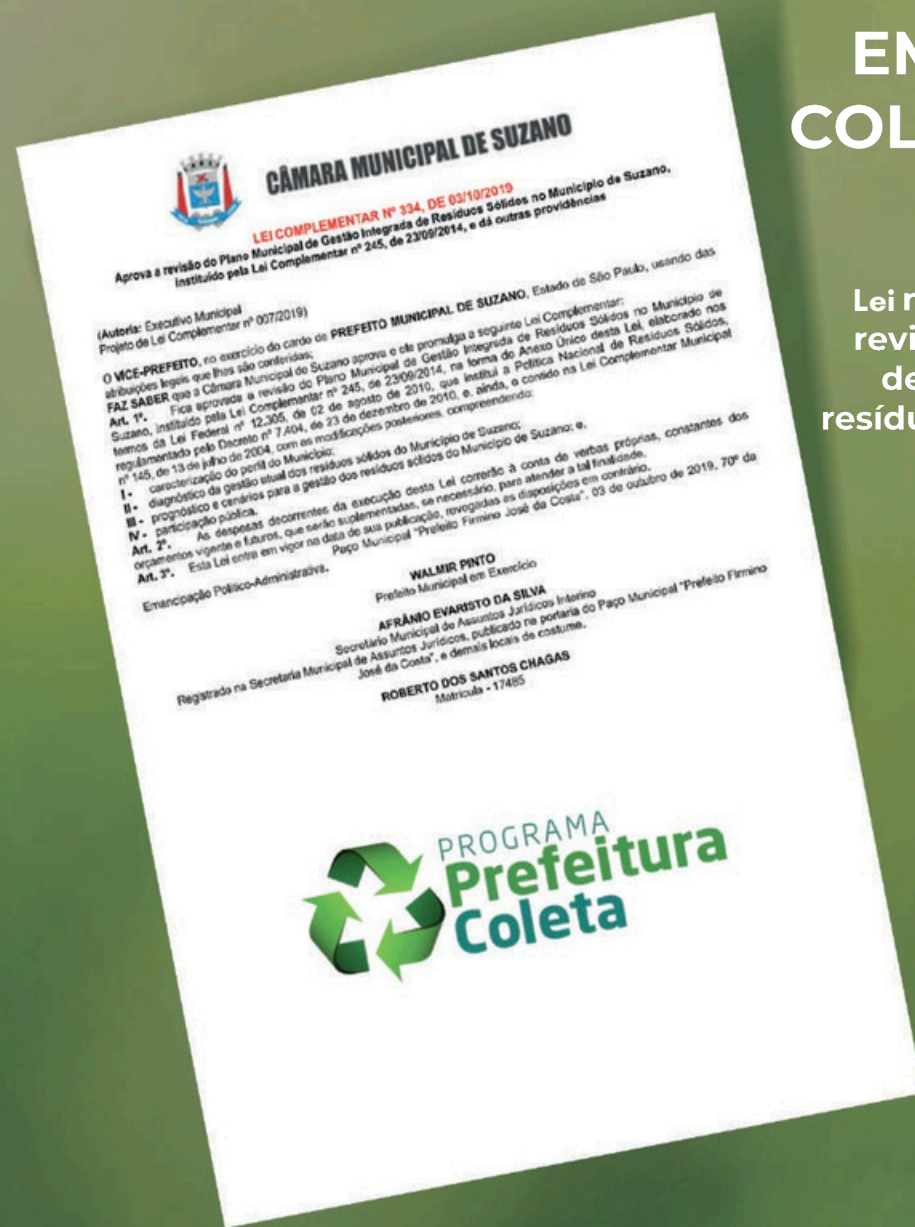 CÂMARA MUNICIPAL DE SUZANO
LEI COMPLEMENTAR Nº 334, DE 03/10/2019
Aprova a revisão do Plano Municipal de Gestão Integrada de Resíduos Sólidos no Município de Suzano,
instituído pela Lei Complementar nº 245, de 23/09/2014, e dá outras providências
(Autoria: Executivo Municipal
Projeto de Lei Complementar nº 007/2019)
O VICE-PREFEITO, no exercício do cardo de PREFEITO MUNICIPAL DE SUZANO, Estado de São Paulo, usando das
atribuições legais que lhes são conferidas;
FAZ SABER que a Câmara Municipal de Suzano aprova e ele promulga a seguinte Lei Complementar:
Art. 1º. Fica aprovada a revisão do Plano Municipal de Gestão Integrada de Resíduos Sólidos no Município de
Suzano, instituído pela Lei Complementar nº 245, de 23/09/2014, na forma do Anexo Único desta Lei, elaborado nos
termos da Lei Federal nº 12.305, de 02 de agosto de 2010, que institui a Política Nacional de Resíduos Sólidos,
regulamentado pelo Decreto nº 7.404, de 23 de dezembro de 2010, e, ainda, o contido na Lei Complementar Municipal
nº 145, de 13 de julho de 2004, com as modificações posteriores, compreendendo:
I - caracterização do perfil do Município;
II - diagnóstico da gestão atual dos resíduos sólidos do Município de Suzano;
III - prognóstico e cenários para a gestão dos resíduos sólidos do Município de Suzano; e,
IV - participação pública.
Art. 2º. As despesas decorrentes da execução desta Lei correrão à conta de verbas próprias, constantes dos
orçamentos vigente e futuros, que serão suplementadas, se necessário, para atender a tal finalidade.
Art. 3º. Esta Lei entra em vigor na data de sua publicação, revogadas as disposições em contrário.
Paço Municipal "Prefeito Firmino José da Costa", 03 de outubro de 2019, 70º da
Emancipação Político-Administrativa.
WALMIR PINTO
Prefeito Municipal em Exercício
AFRÂNIO EVARISTO DA SILVA
Secretário Municipal de Assuntos Jurídicos Interino
Registrado na Secretaria Municipal de Assuntos Jurídicos, publicado na portaria do Paço Municipal "Prefeito Firmino
José da Costa", e demais locais de costume.
ROBERTO DOS SANTOS CHAGAS
Matrícula - 17485
PROGRAMA
Prefeitura
Coleta
Lei